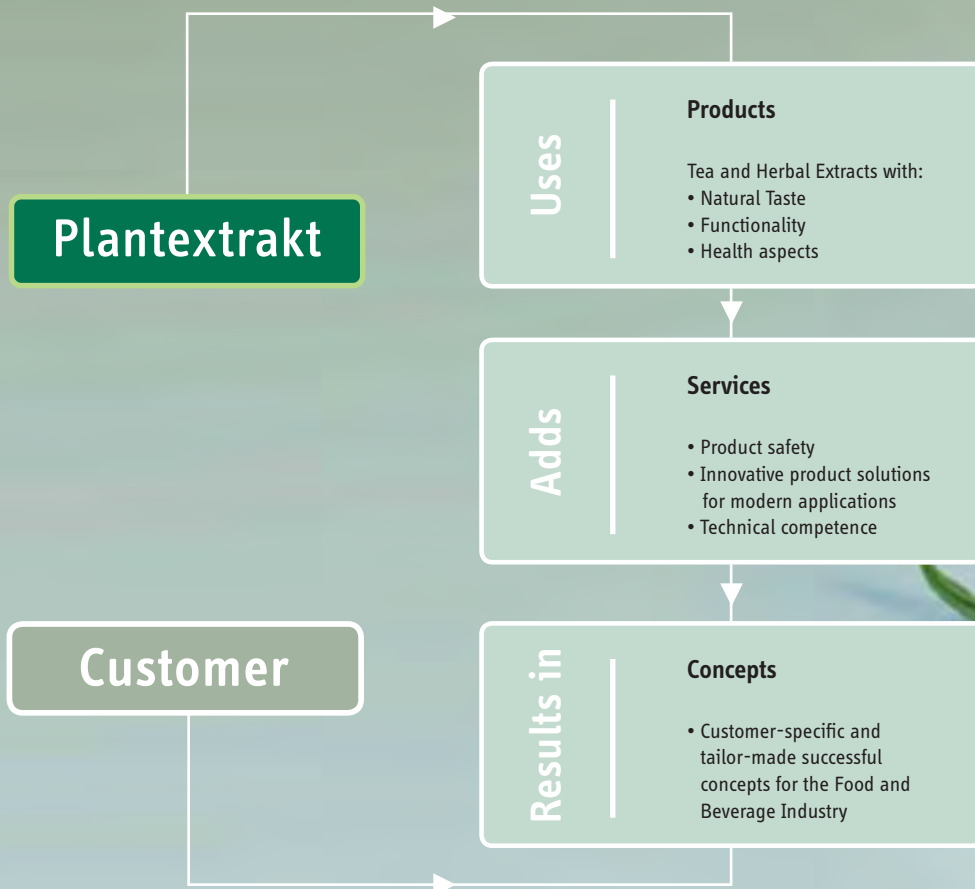 Plantextrakt
Uses
Products
Tea and Herbal Extracts with:
• Natural Taste
• Functionality
• Health aspects
Adds
Services
• Product safety
• Innovative product solutions
for modern applications
• Technical competence
Customer
Results in
Concepts
• Customer-specific and
tailor-made successful
concepts for the Food and
Beverage Industry